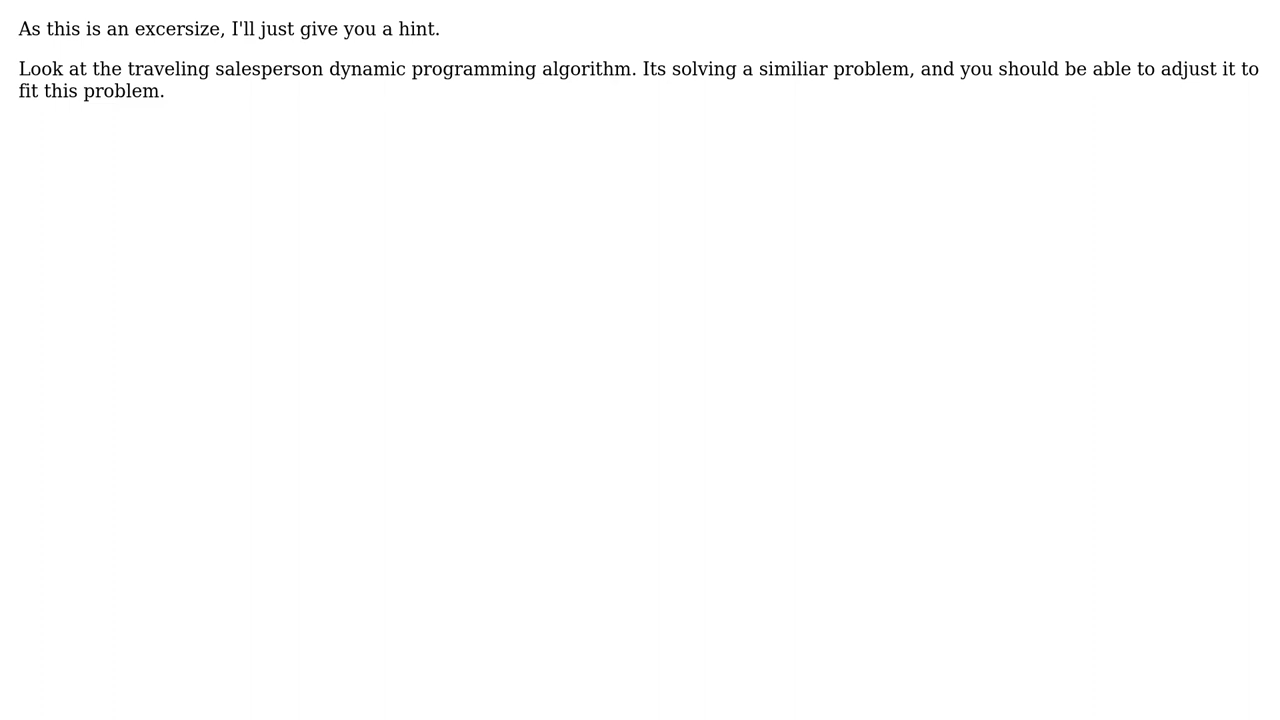 As this is an excersize, I'll just give you a hint.
Look at the traveling salesperson dynamic programming algorithm. Its solving a similiar problem, and you should be able to adjust it to
fit this problem.